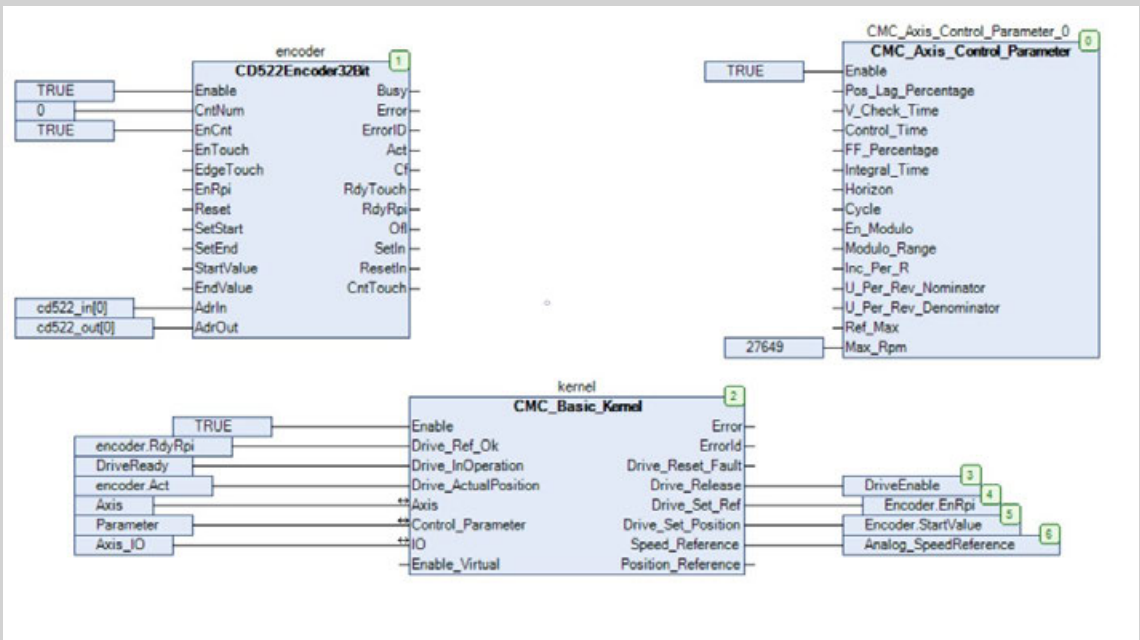 encoder
1
CD522Encoder32Bit
TRUE Enable Busy
0 CntNum Error
TRUE EnCnt ErrorID
EnTouch Act
EdgeTouch Cf
EnRpi RdyTouch
Reset RdyRpi
SetStart Ofl
SetEnd SetIn
StartValue ResetIn
EndValue CntTouch
cd522_in[0] AdrIn
cd522_out[0] AdrOut
CMC_Axis_Control_Parameter_0
0
CMC_Axis_Control_Parameter
TRUE Enable
Pos_Lag_Percentage
V_Check_Time
Control_Time
FF_Percentage
Integral_Time
Horizon
Cycle
En_Modulo
Modulo_Range
Inc_Per_R
U_Per_Rev_Nominator
U_Per_Rev_Denominator
Ref_Max
27649 Max_Rpm
kernel
2
CMC_Basic_Kernel
TRUE Enable Error
encoder.RdyRpi Drive_Ref_Ok ErrorId
DriveReady Drive_InOperation Drive_Reset_Fault
3
encoder.Act Drive_ActualPosition Drive_Release DriveEnable
4
Axis Axis Drive_Set_Ref Encoder.EnRpi
5
Parameter Control_Parameter Drive_Set_Position Encoder.StartValue
6
Axis_IO IO Speed_Reference Analog_SpeedReference
Enable_Virtual Position_Reference